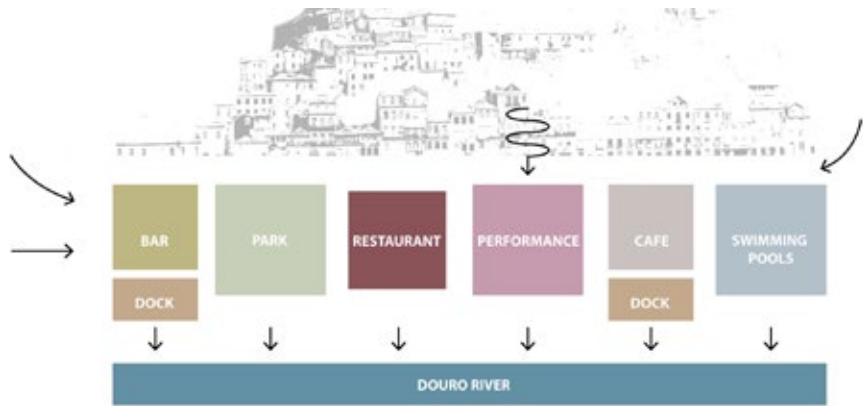 BAR
PARK
RESTAURANT
PERFORMANCE
CAFE
SWIMMING
POOLS
DOCK
DOCK
DOURO RIVER